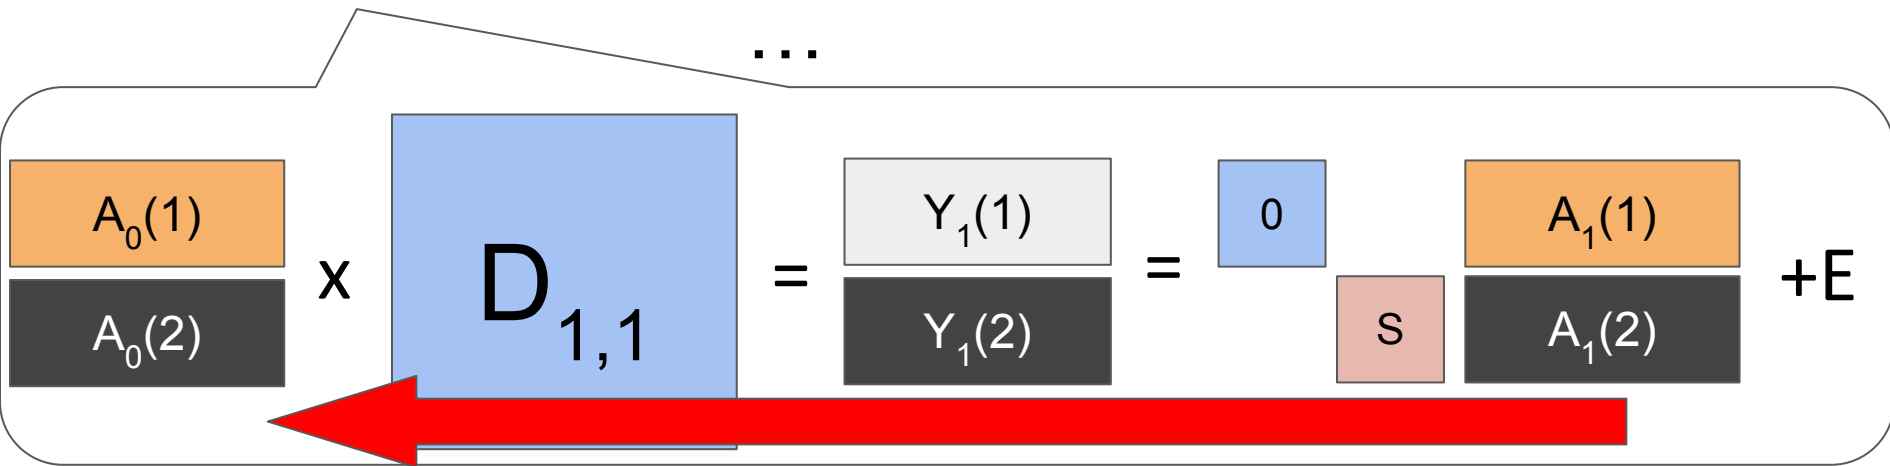 ...
A₀(1) x D₁,₁ = Y₁(1) = 0 A₁(1) +E
A₀(2) Y₁(2) S A₁(2)